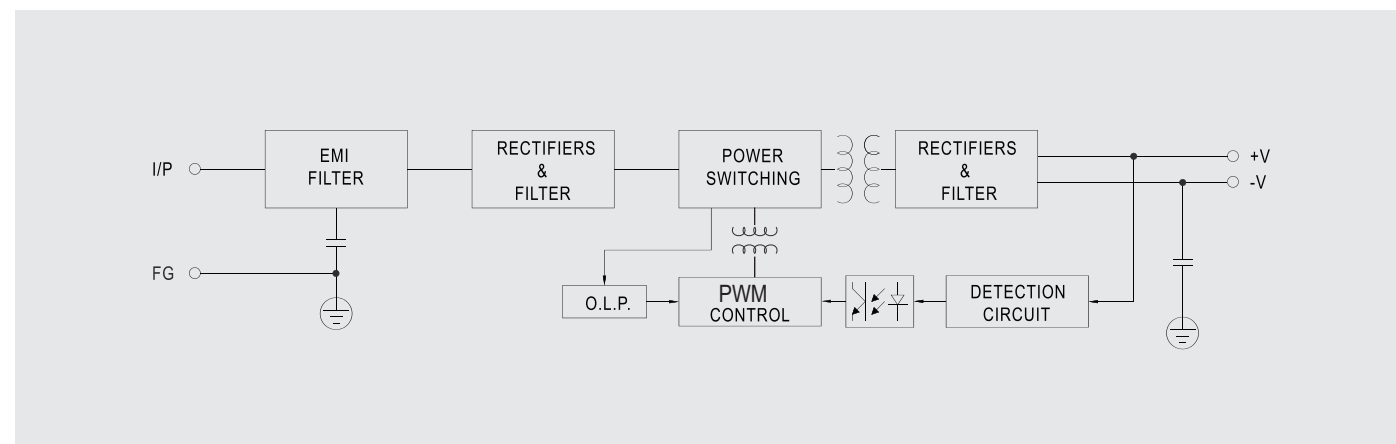 I/P
EMI
FILTER
RECTIFIERS
&
FILTER
POWER
SWITCHING
RECTIFIERS
&
FILTER
+V
-V
FG
O.L.P.
PWM
CONTROL
DETECTION
CIRCUIT